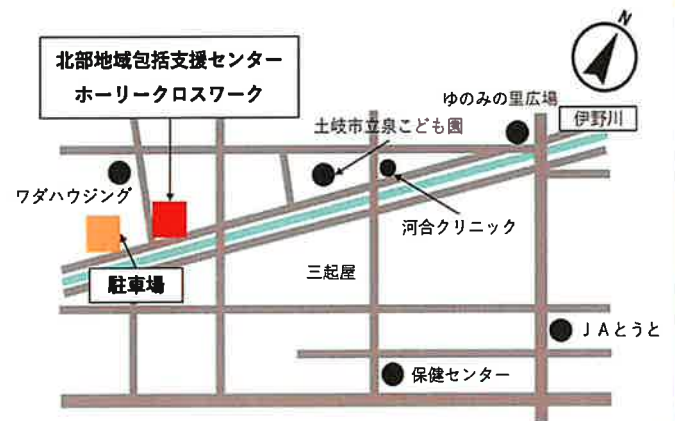 N
北部地域包括支援センター
ホーリークロスワーク
ゆのみの里広場
伊野川
土岐市立泉こども園
ワダハウジング
河合クリニック
三起屋
駐車場
JAとうと
保健センター